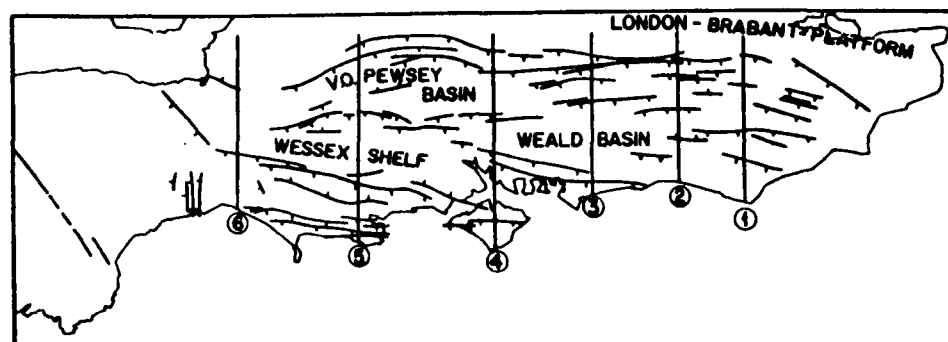 LONDON - BRABANT - PLATFORM
V.O PEWSEY
BASIN
WESSEX SHELF
WEALD BASIN
6
5
4
3
2
1